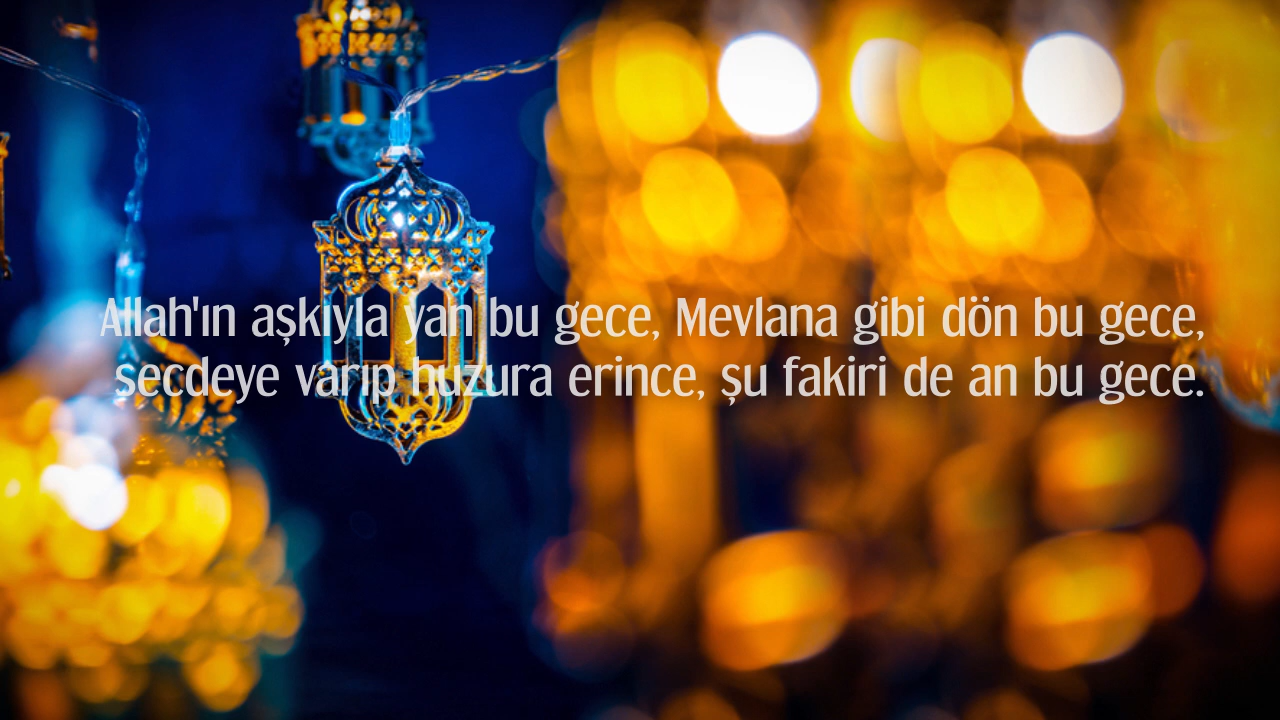 Allah'ın aşkıyla yan bu gece, Mevlana gibi dön bu gece,
secdeye varıp huzura erince, şu fakiri de an bu gece.